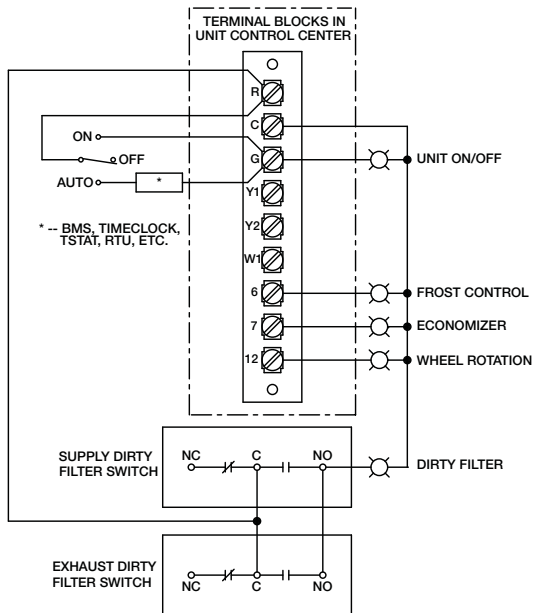 TERMINAL BLOCKS IN
UNIT CONTROL CENTER
R
C
ON
OFF
G
UNIT ON/OFF
AUTO
*
Y1
* -- BMS, TIMECLOCK,
TSTAT, RTU, ETC.
Y2
W1
6
FROST CONTROL
7
ECONOMIZER
12
WHEEL ROTATION
SUPPLY DIRTY
FILTER SWITCH
NC
C
NO
DIRTY FILTER
EXHAUST DIRTY
FILTER SWITCH
NC
C
NO